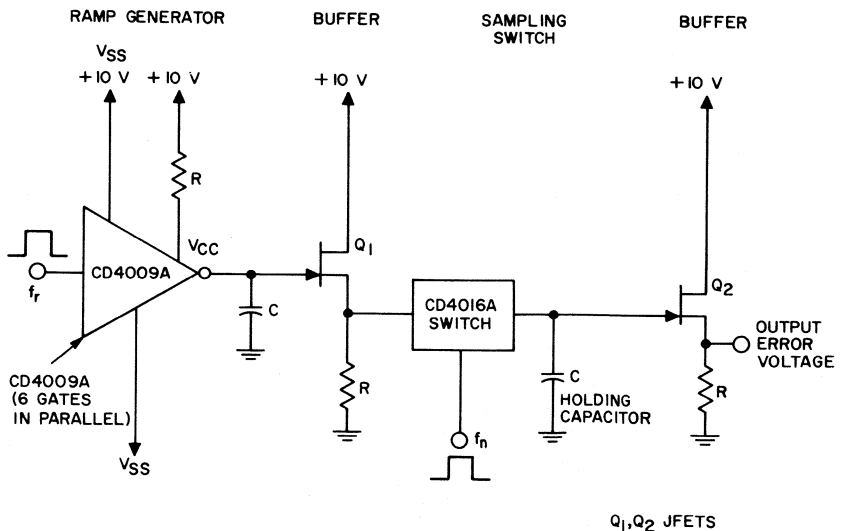 RAMP GENERATOR
BUFFER
SAMPLING
SWITCH
BUFFER
VSS
+10 V
+10 V
+10 V
+10 V
R
VCC
Q1
Q2
CD4009A
fr
C
CD4016A
SWITCH
OUTPUT
ERROR
VOLTAGE
CD4009A
(6 GATES
IN PARALLEL)
R
C
HOLDING
CAPACITOR
R
VSS
fn
Q1,Q2 JFETS